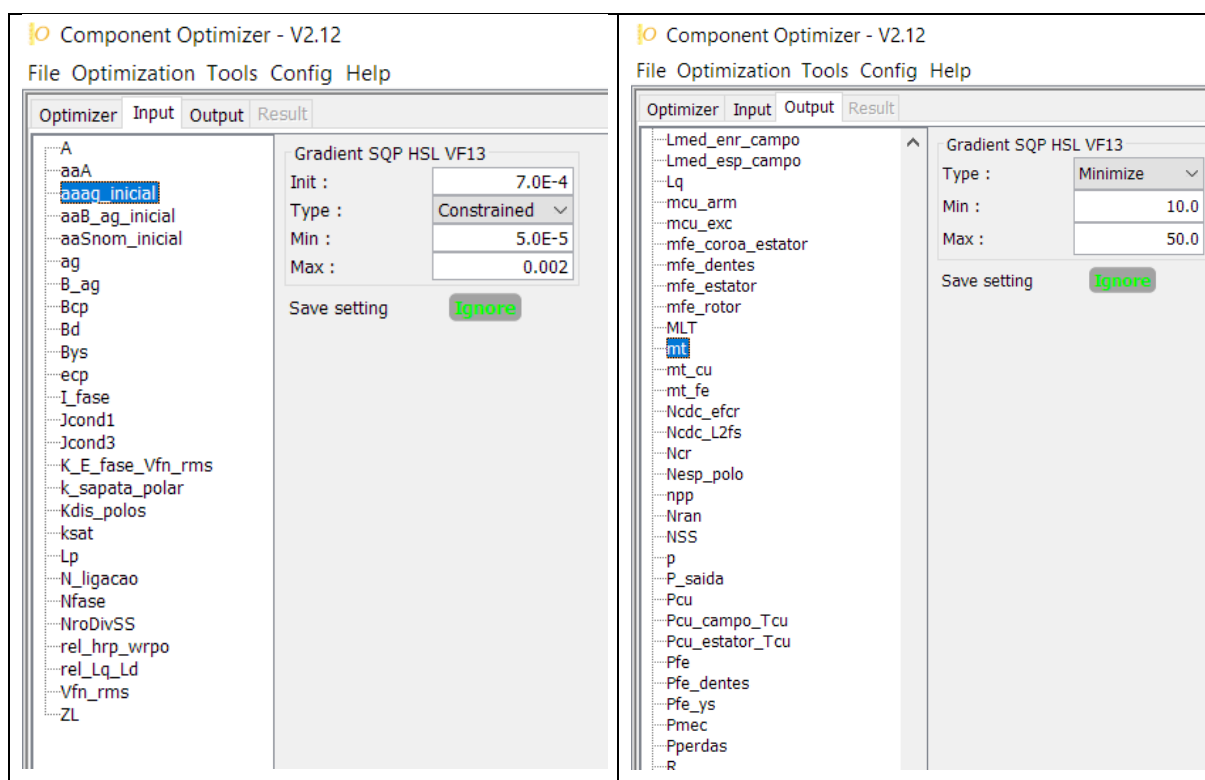 Component Optimizer - V2.12
File Optimization Tools Config Help
Optimizer Input Output Result
A
aaA
aaag_inicial
aaB_ag_inicial
aaSnom_inicial
ag
B_ag
Bcp
Bd
Bys
ecp
I_fase
Jcond1
Jcond3
K_E_fase_Vfn_rms
k_sapata_polar
Kdis_polos
ksat
Lp
N_ligacao
Nfase
NroDivSS
rel_hrp_wrpo
rel_Lq_Ld
Vfn_rms
ZL
Gradient SQP HSL VF13
Init : 7.0E-4
Type : Constrained
Min : 5.0E-5
Max : 0.002
Save setting Ignore
Component Optimizer - V2.12
File Optimization Tools Config Help
Optimizer Input Output Result
Lmed_enr_campo
Lmed_esp_campo
Lq
mcu_arm
mcu_exc
mfe_coroa_estator
mfe_dentes
mfe_estator
mfe_rotor
MLT
mt
mt_cu
mt_fe
Ncdc_efcr
Ncdc_L2fs
Ncr
Nesp_polo
npp
Nran
NSS
p
P_saida
Pcu
Pcu_campo_Tcu
Pcu_estator_Tcu
Pfe
Pfe_dentes
Pfe_ys
Pmec
Pperdas
R
Gradient SQP HSL VF13
Type : Minimize
Min : 10.0
Max : 50.0
Save setting Ignore